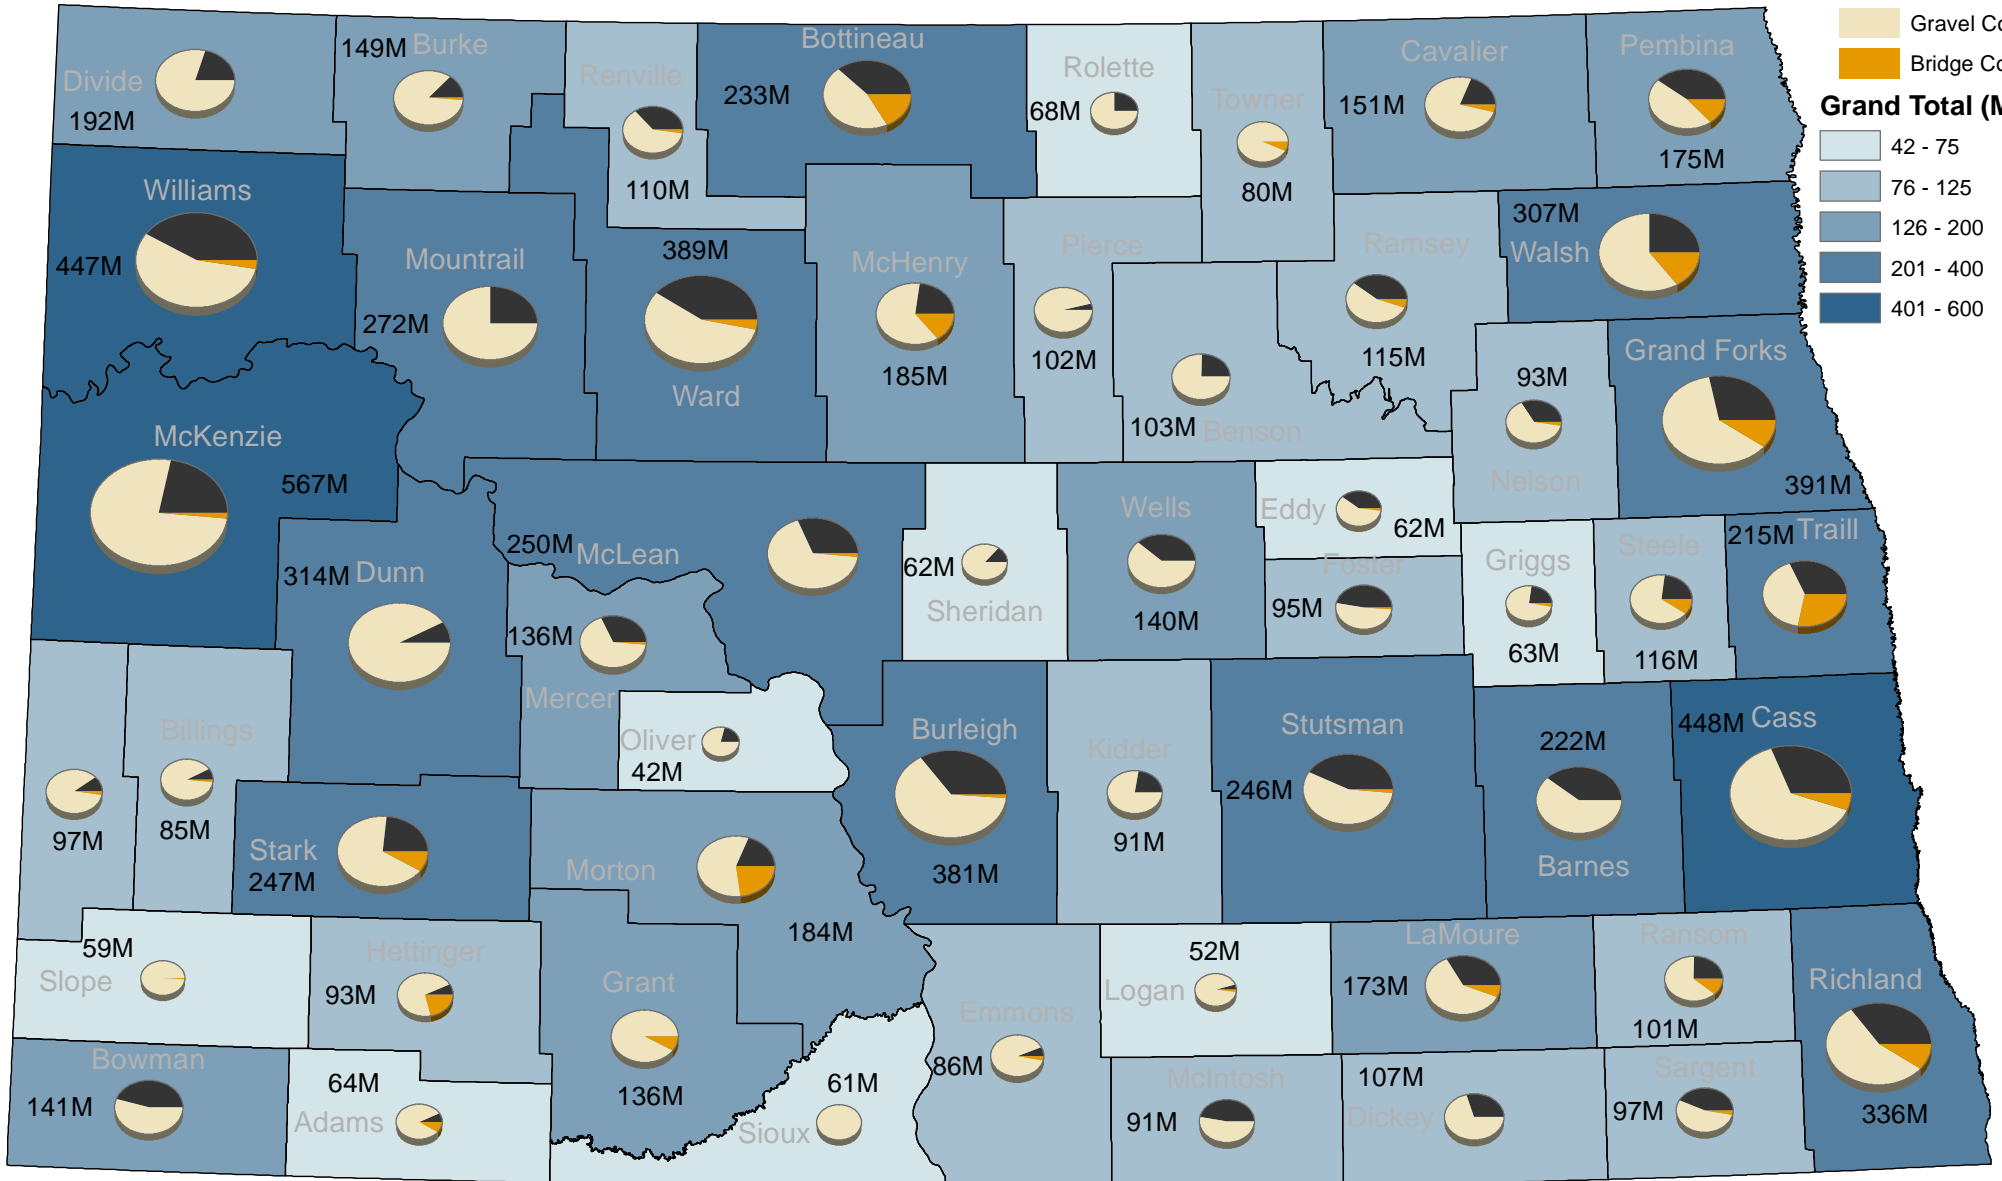 Gravel Co
Bridge Co
Grand Total (M
42 - 75
76 - 125
126 - 200
201 - 400
401 - 600
Divide
192M
149M Burke
Renville
110M
Bottineau
233M
Rolette
68M
Towner
80M
Cavalier
151M
Pembina
175M
Williams
447M
Mountrail
272M
389M
Ward
McHenry
185M
Pierce
102M
103M Benson
Ramsey
115M
307M
Walsh
93M
Nelson
Grand Forks
391M
McKenzie
567M
314M Dunn
250M McLean
136M
Mercer
62M
Sheridan
Wells
140M
Eddy
62M
Foster
95M
Griggs
63M
Steele
116M
215M Traill
97M
Billings
85M
Stark
247M
Oliver
42M
Morton
184M
Burleigh
381M
Kidder
91M
Stutsman
246M
222M
Barnes
448M Cass
59M
Slope
Hettinger
93M
Grant
136M
Emmons
86M
52M
Logan
LaMoure
173M
Ransom
101M
Richland
336M
Bowman
141M
64M
Adams
61M
Sioux
McIntosh
91M
107M
Dickey
Sargent
97M